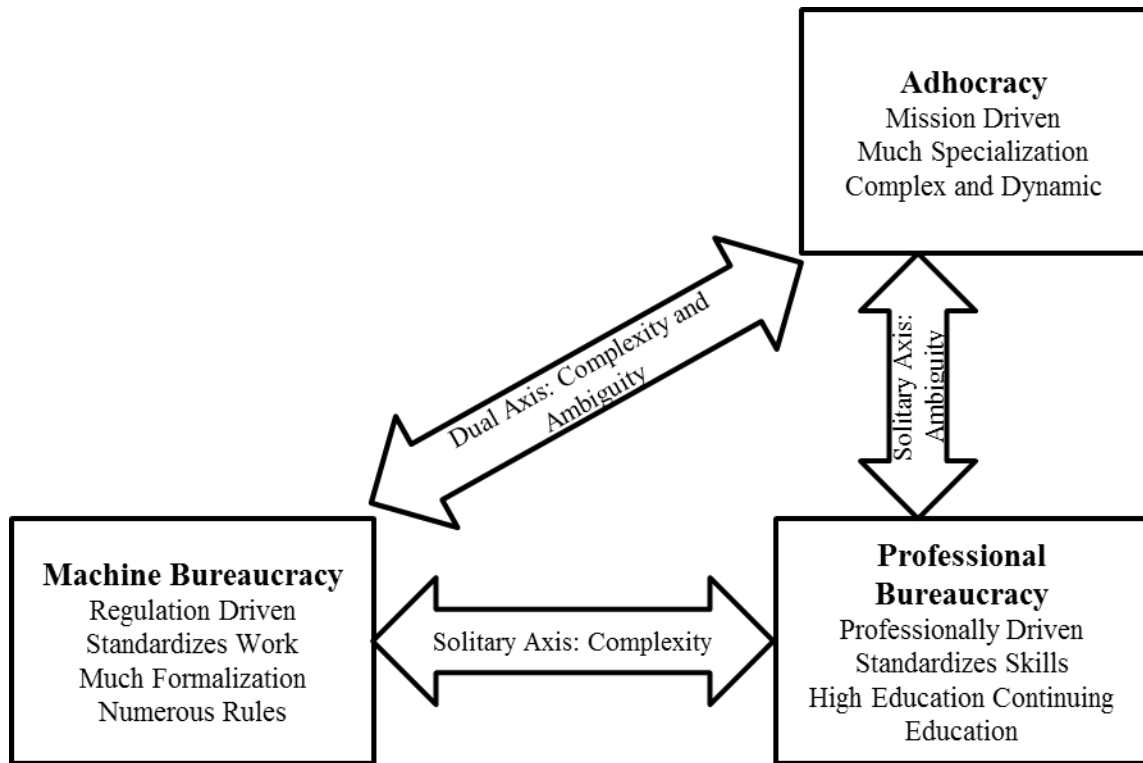 Adhocracy
Mission Driven
Much Specialization
Complex and Dynamic
Dual Axis: Complexity and
Ambiguity
Solitary Axis:
Ambiguity
Machine Bureaucracy
Regulation Driven
Standardizes Work
Much Formalization
Numerous Rules
Solitary Axis: Complexity
Professional
Bureaucracy
Professionally Driven
Standardizes Skills
High Education Continuing
Education